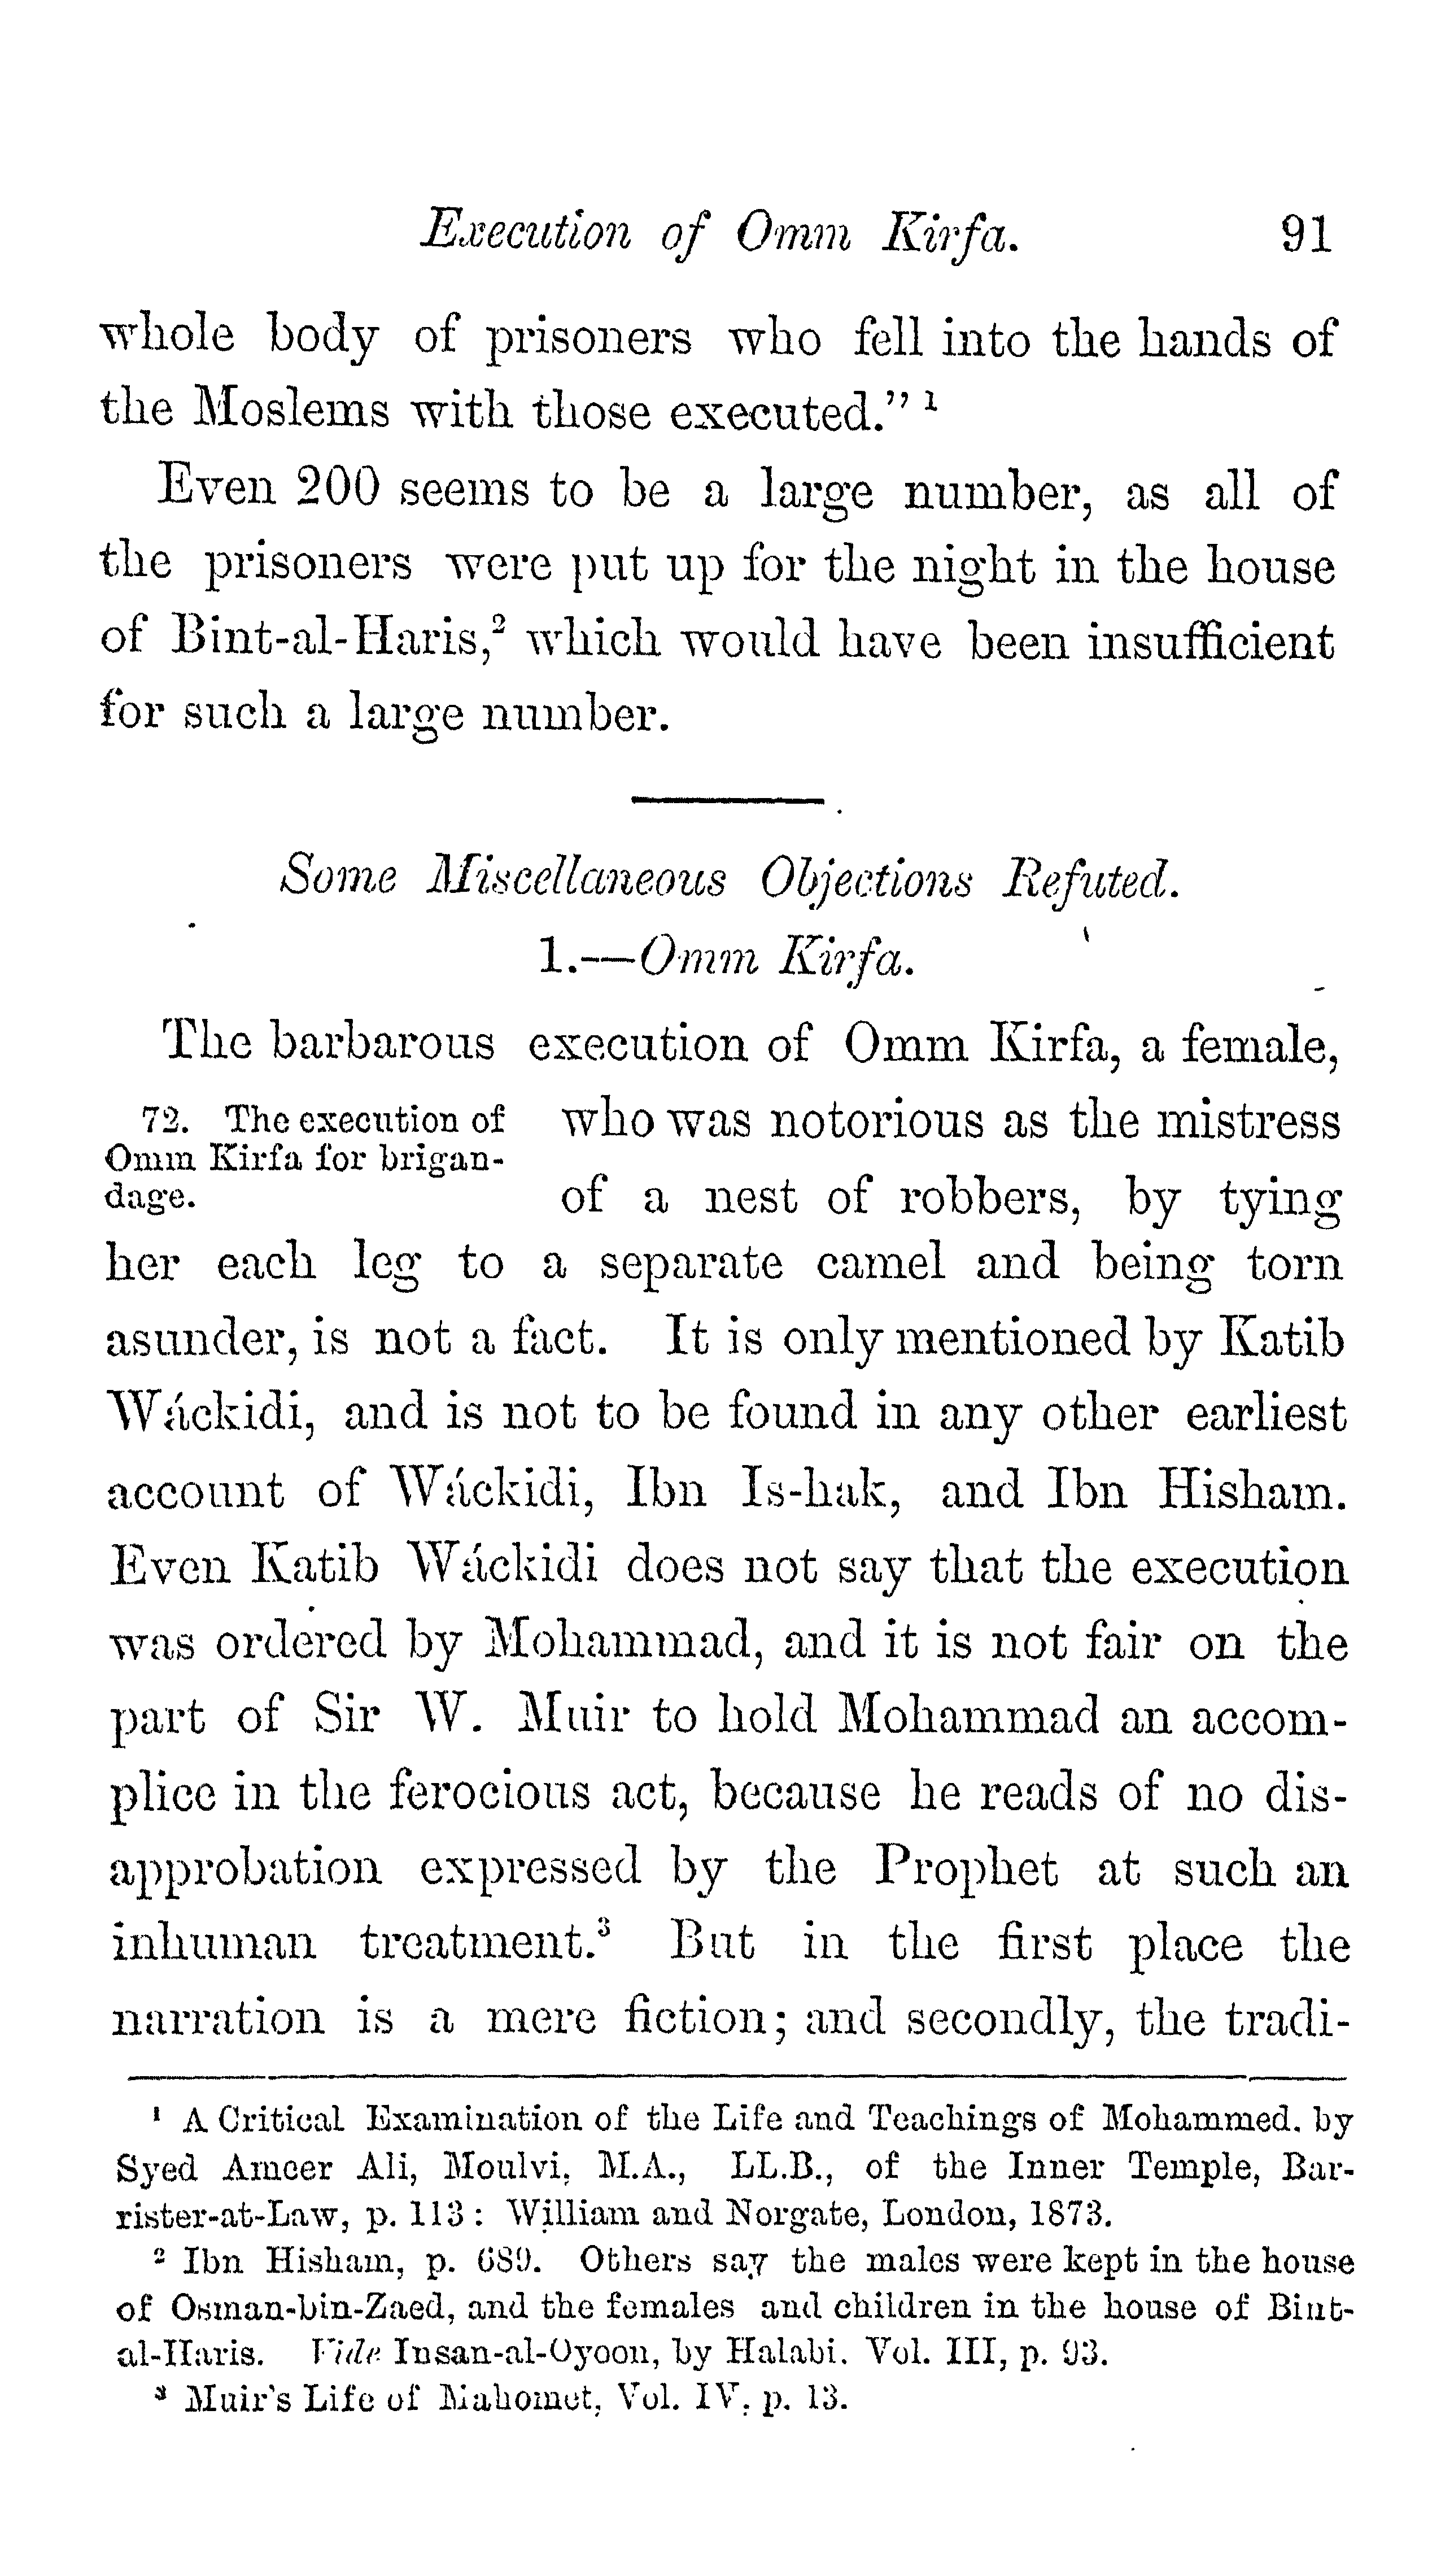 Execution of Omm Kirfa. 91
whole body of prisoners who fell into the hands of
the Moslems with those executed." 1
Even 200 seems to be a large number, as all of
the prisoners were put up for the night in the house
of Bint-al-Haris,2 which would have been insufficient
for such a large number.
Some Miscellaneous Objections Refuted.
1.—Omm Kirfa.
The barbarous execution of Omm Kirfa, a female,
72. The execution of
Omm Kirfa for brigan-
dage.
who was notorious as the mistress
of a nest of robbers, by tying
her each leg to a separate camel and being torn
asunder, is not a fact. It is only mentioned by Katib
Wáckidi, and is not to be found in any other earliest
account of Wáckidi, Ibn Is-hak, and Ibn Hisham.
Even Katib Wáckidi does not say that the execution
was ordered by Mohammad, and it is not fair on the
part of Sir W. Muir to hold Mohammad an accom-
plice in the ferocious act, because he reads of no dis-
approbation expressed by the Prophet at such an
inhuman treatment.3 But in the first place the
narration is a mere fiction; and secondly, the tradi-
1 A Critical Examination of the Life and Teachings of Mohammed, by
Syed Ameer Ali, Moulvi, M.A., LL.B., of the Inner Temple, Bar-
rister-at-Law, p. 113: William and Norgate, London, 1873.
2 Ibn Hisham, p. 689. Others say the males were kept in the house
of Osman-bin-Zaed, and the females and children in the house of Bint-
al-Haris. Vide Insan-al-Oyoon, by Halabi. Vol. III, p. 93.
3 Muir's Life of Mahomet, Vol. IV, p. 13.